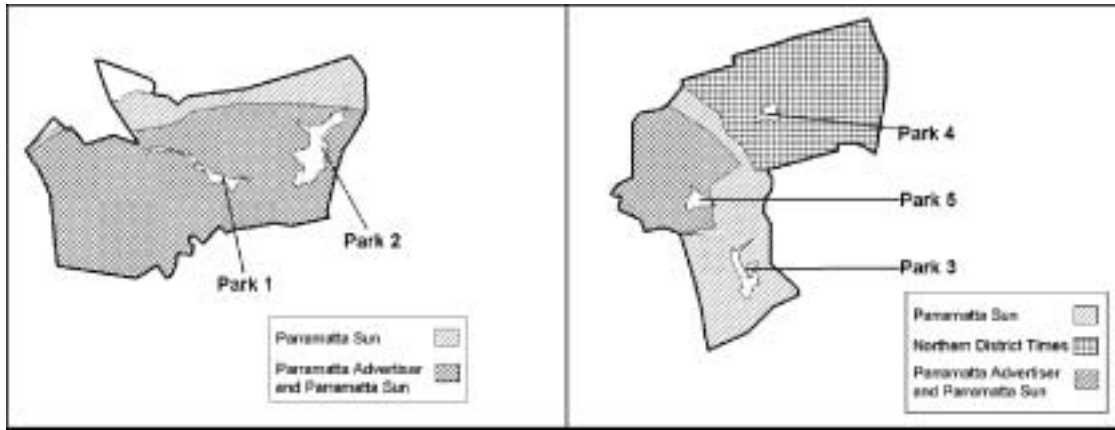 Park 2
Park 1
Parramatta Sun
Parramatta Advertiser
and Parramatta Sun
Park 4
Park 5
Park 3
Parramatta Sun
Northern District Times
Parramatta Advertiser
and Parramatta Sun